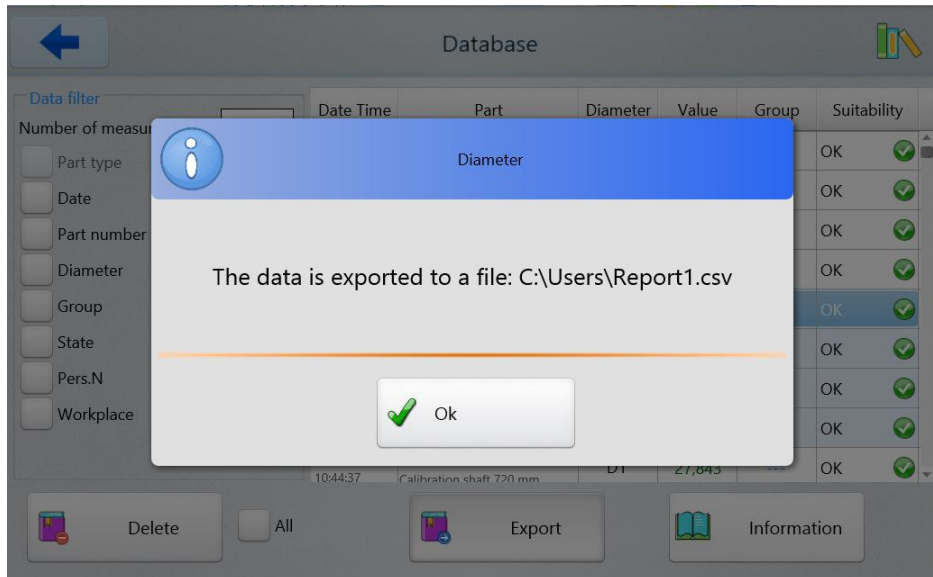 Database
Data filter
Number of measu
Part type
Date
Part number
Diameter
Group
State
Pers.N
Workplace
Date Time Part Diameter Value Group Suitability
OK
OK
OK
OK
OK
OK
OK
OK
10:44:37 Calibration shaft 720 mm D1 27,843 --- OK
Diameter
The data is exported to a file: C:\Users\Report1.csv
Ok
Delete
All
Export
Information